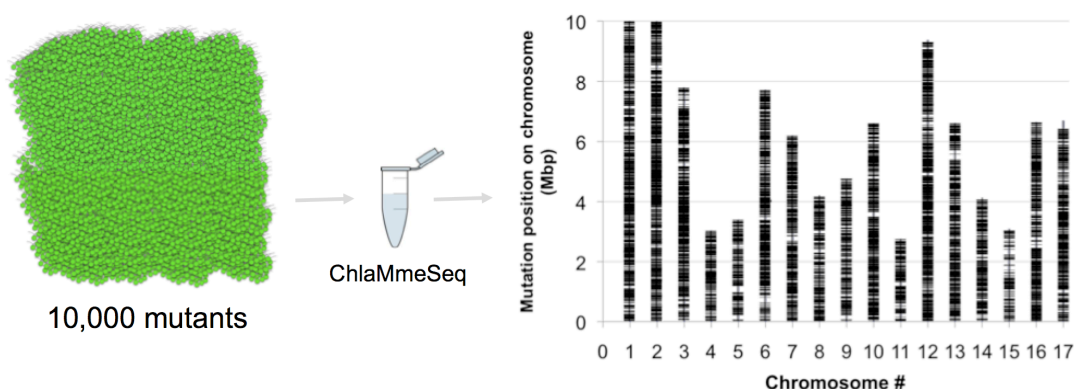 10,000 mutants
ChlaMmeSeq
Mutation position on chromosome
(Mbp)
10
8
6
4
2
0
0 1 2 3 4 5 6 7 8 9 10 11 12 13 14 15 16 17
Chromosome #